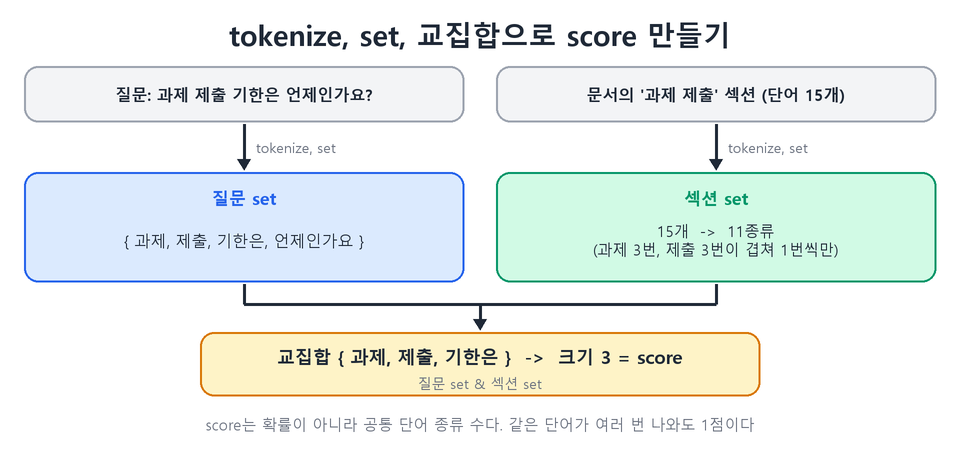 tokenize, set, 교집합으로 score 만들기
질문: 과제 제출 기한은 언제인가요?
문서의 '과제 제출' 섹션 (단어 15개)
tokenize, set
tokenize, set
질문 set
{ 과제, 제출, 기한은, 언제인가요 }
섹션 set
15개 -> 11종류
(과제 3번, 제출 3번이 겹쳐 1번씩만)
교집합 { 과제, 제출, 기한은 } -> 크기 3 = score
질문 set & 섹션 set
score는 확률이 아니라 공통 단어 종류 수다. 같은 단어가 여러 번 나와도 1점이다